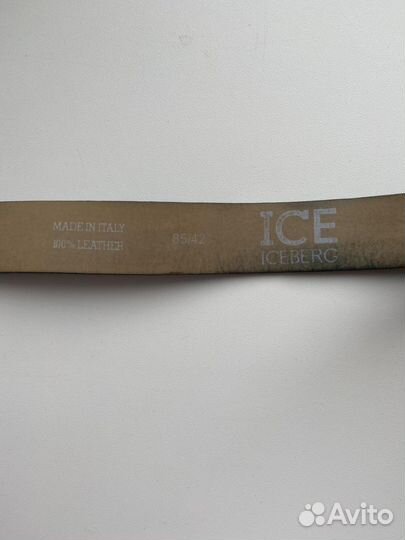 MADE IN ITALY
100% LEATHER
85/42
ICE
ICEBERG
Avito